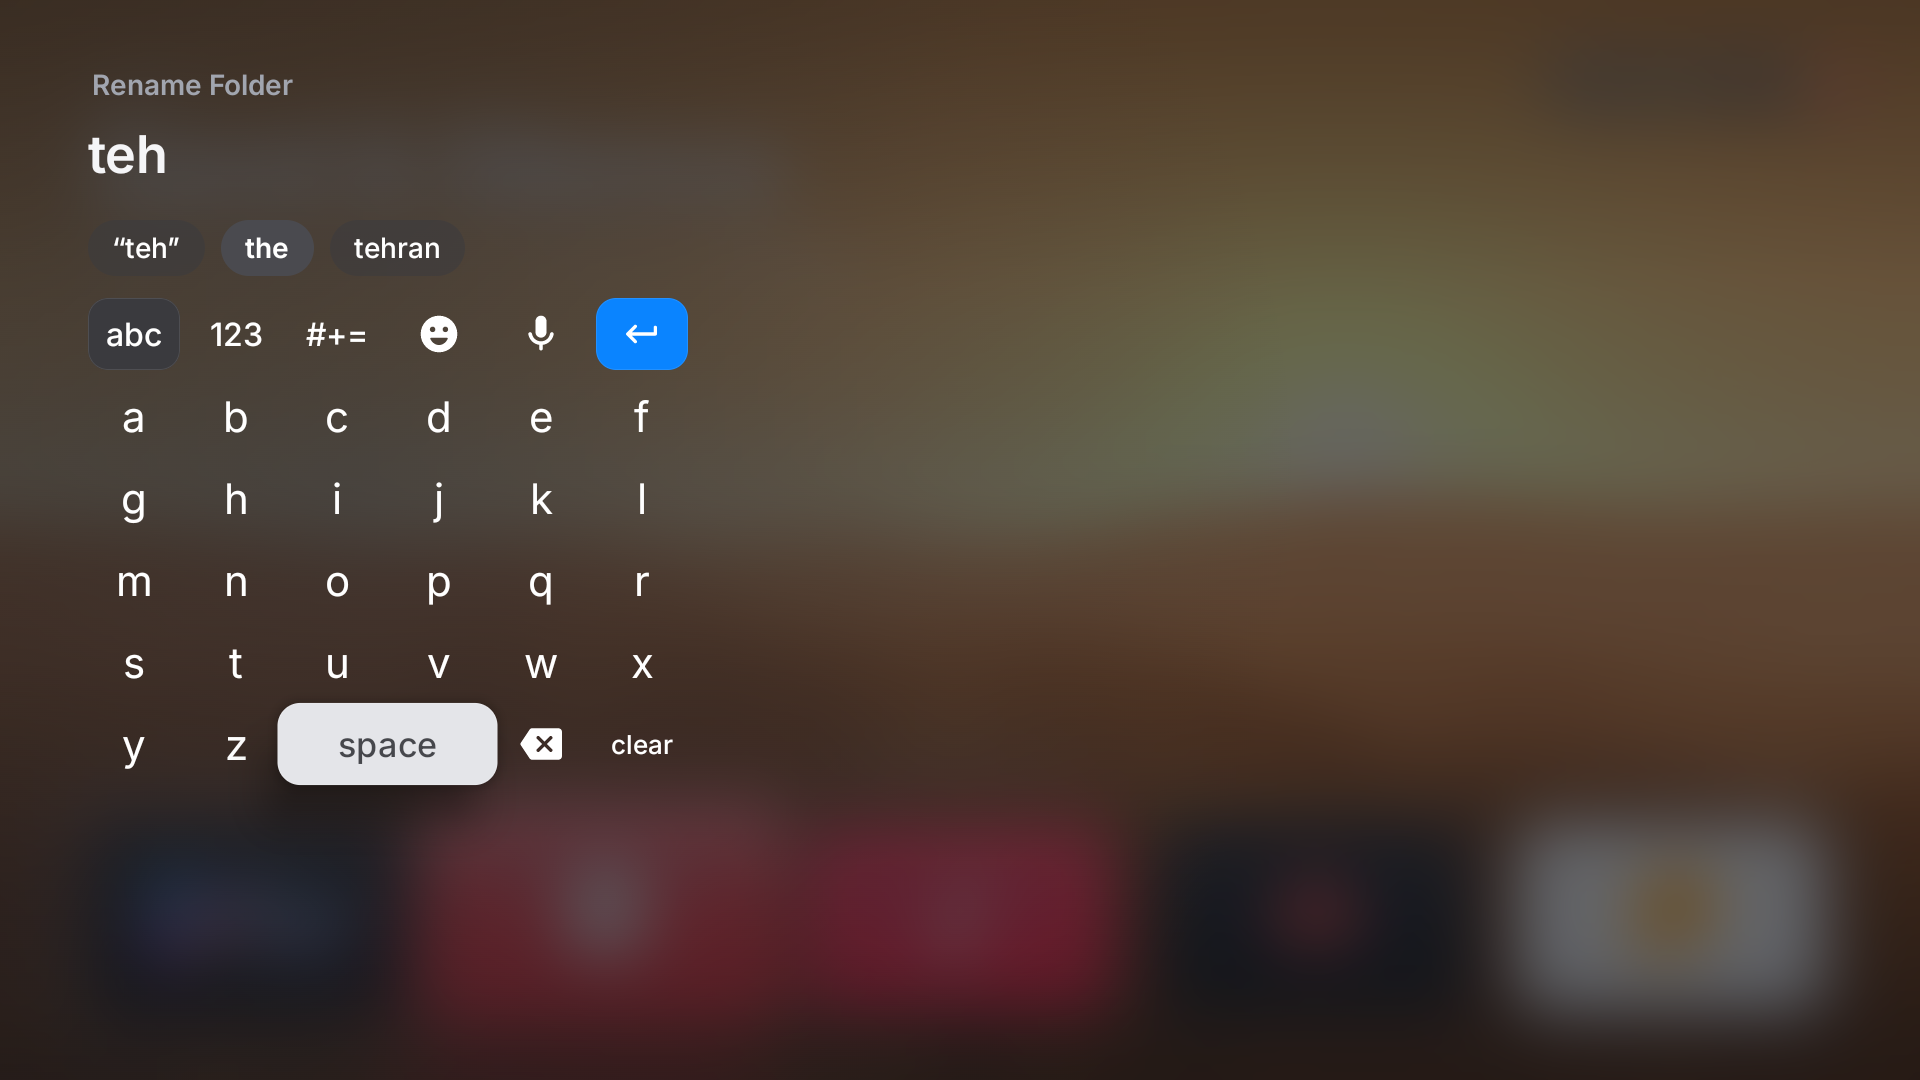 Rename Folder
teh
“teh” the tehran
abc 123 #+=
a b c d e f
g h i j k l
m n o p q r
s t u v w x
y z space clear